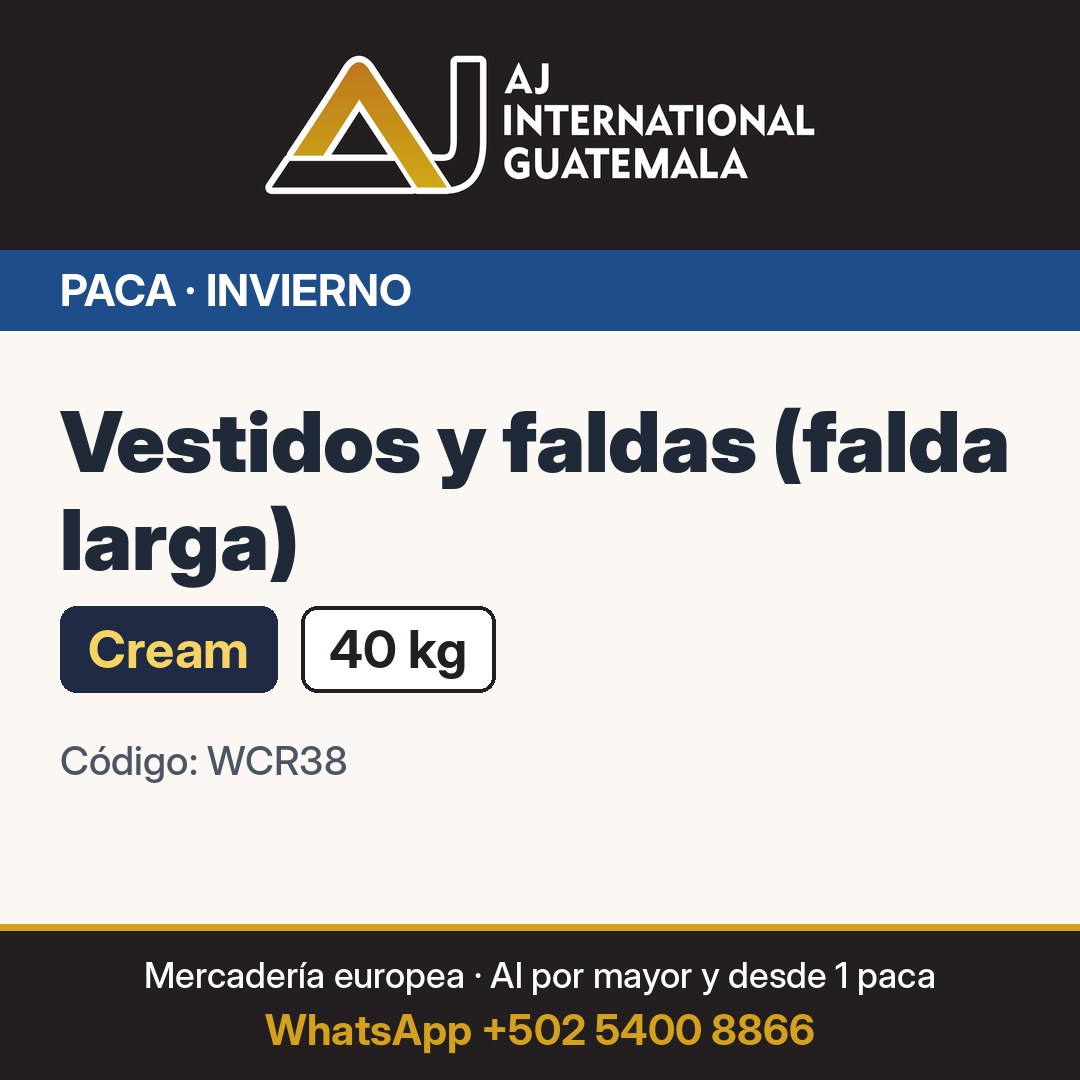 AJ
AJ
INTERNATIONAL
GUATEMALA
PACA · INVIERNO
Vestidos y faldas (falda
larga)
Cream
40 kg
Código: WCR38
Mercadería europea · Al por mayor y desde 1 paca
WhatsApp +502 5400 8866